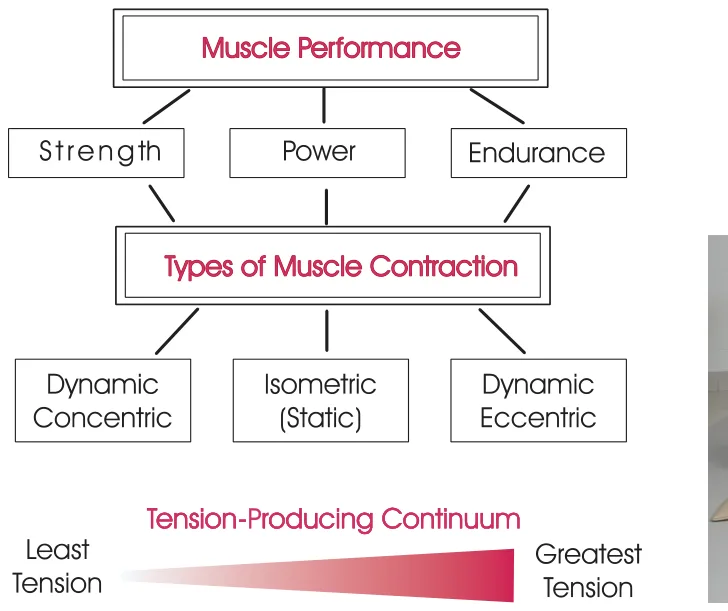 Muscle Performance
Strength
Power
Endurance
Types of Muscle Contraction
Dynamic
Concentric
Isometric
(Static)
Dynamic
Eccentric
Tension-Producing Continuum
Least
Tension
Greatest
Tension